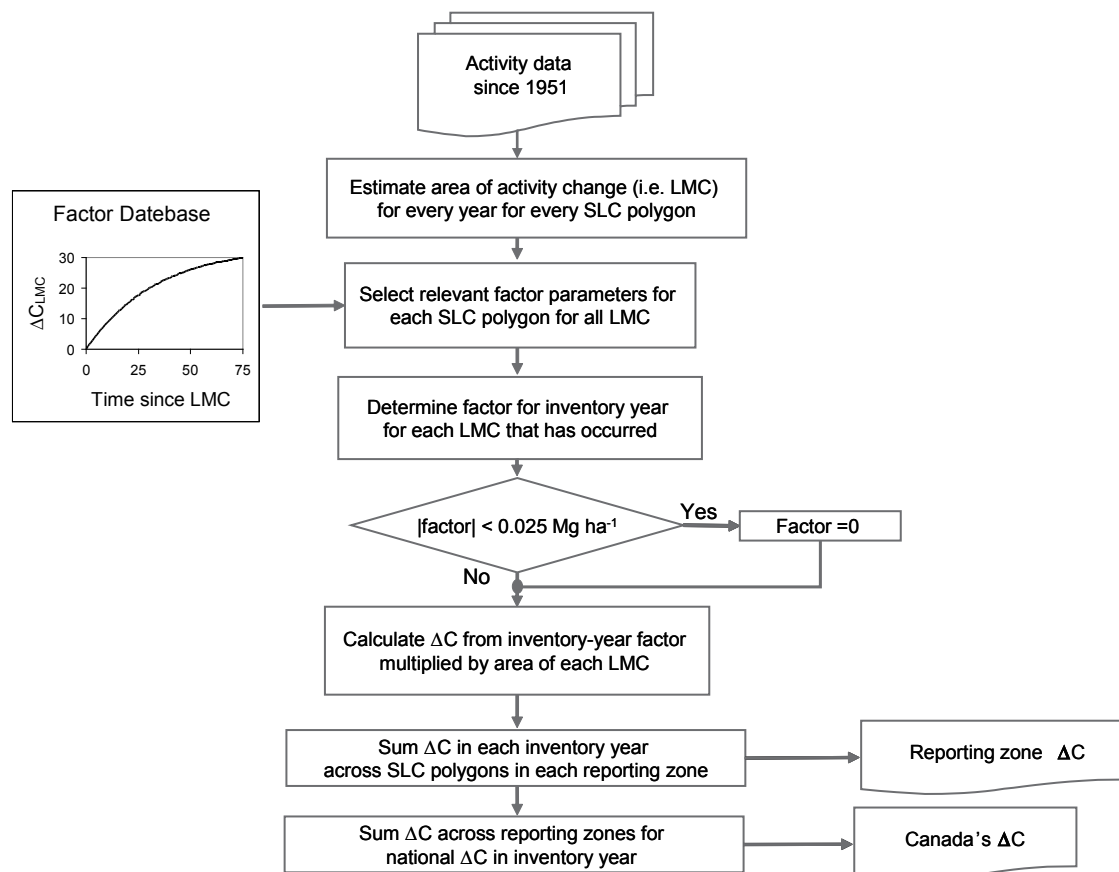 Activity data
since 1951
Estimate area of activity change (i.e. LMC)
for every year for every SLC polygon
Factor Datebase
30
20
10
0
ΔC_LMC
0 25 50 75
Time since LMC
Select relevant factor parameters for
each SLC polygon for all LMC
Determine factor for inventory year
for each LMC that has occurred
|factor| < 0.025 Mg ha⁻¹
Yes
Factor =0
No
Calculate ΔC from inventory-year factor
multiplied by area of each LMC
Sum ΔC in each inventory year
across SLC polygons in each reporting zone
Reporting zone ΔC
Sum ΔC across reporting zones for
national ΔC in inventory year
Canada's ΔC